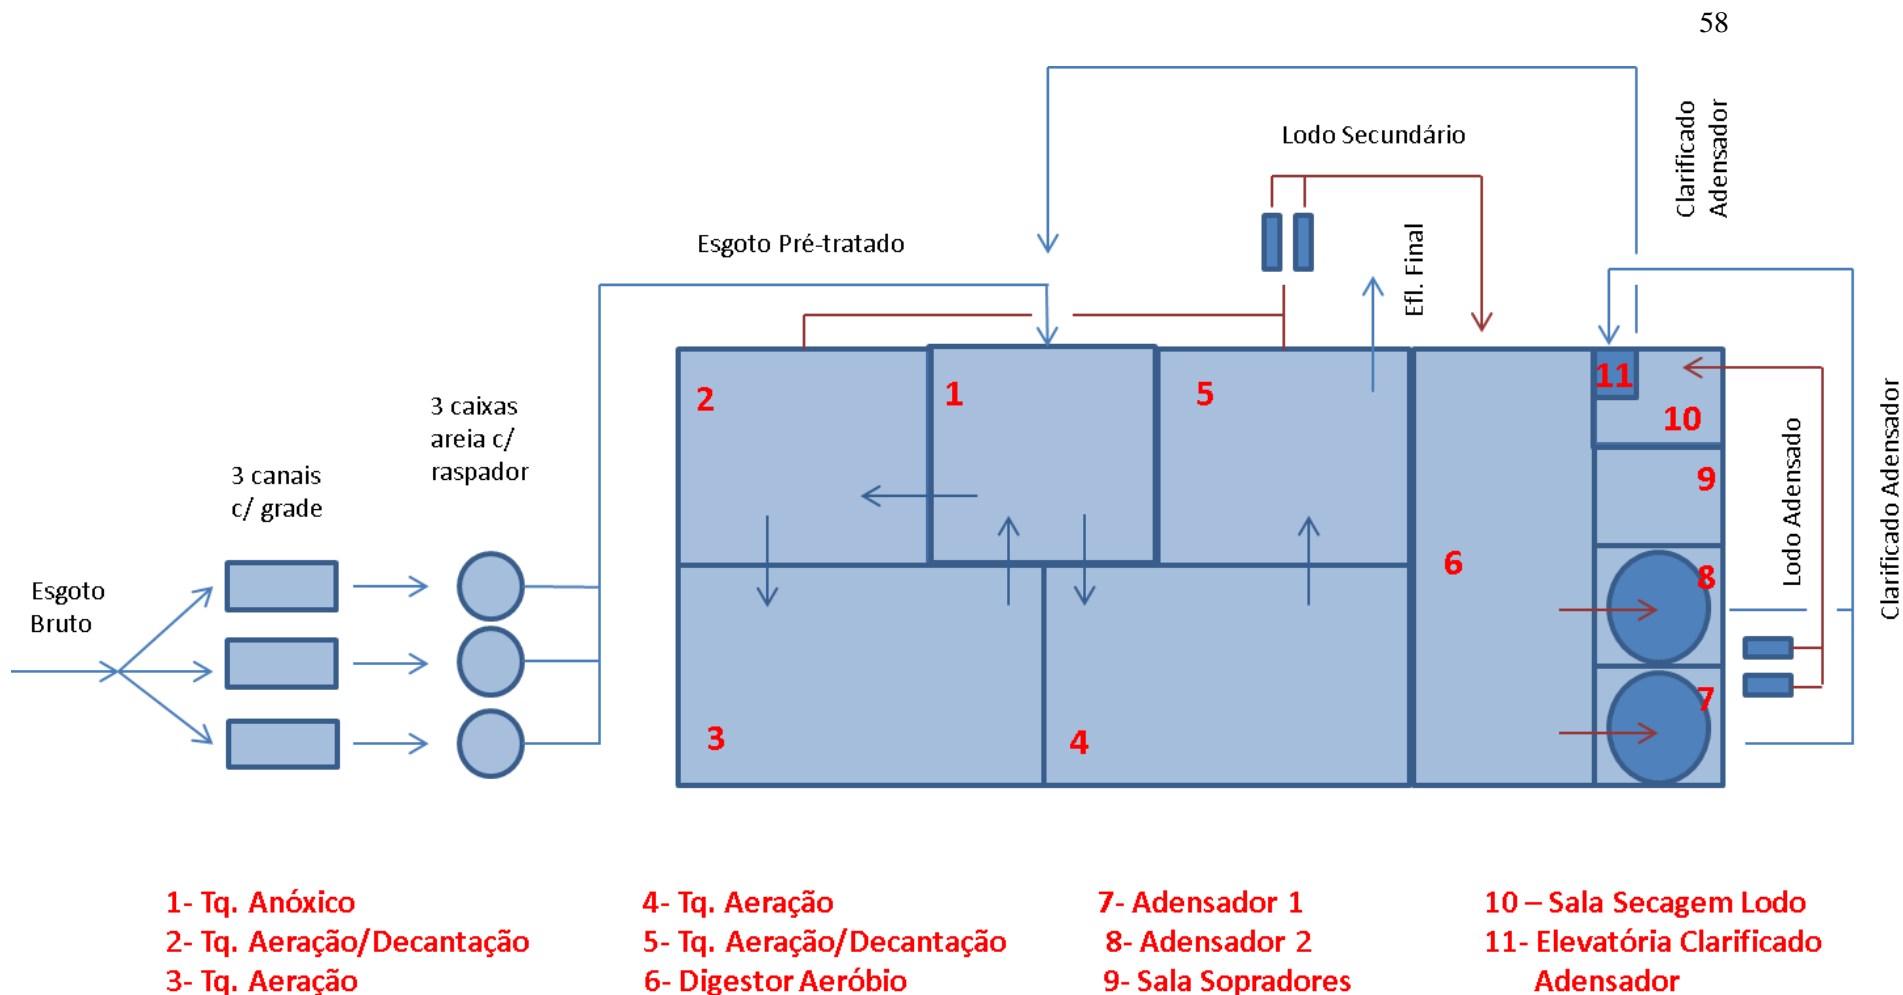 58
Clarificado
Adensador
Lodo Secundário
Esgoto Pré-tratado
Efl. Final
3 caixas
areia c/
raspador
3 canais
c/ grade
Esgoto
Bruto
2
1
5
11
10
9
8
7
6
3
4
Lodo Adensado
Clarificado Adensador
1- Tq. Anóxico
2- Tq. Aeração/Decantação
3- Tq. Aeração
4- Tq. Aeração
5- Tq. Aeração/Decantação
6- Digestor Aeróbio
7- Adensador 1
8- Adensador 2
9- Sala Sopradores
10 – Sala Secagem Lodo
11- Elevatória Clarificado
Adensador